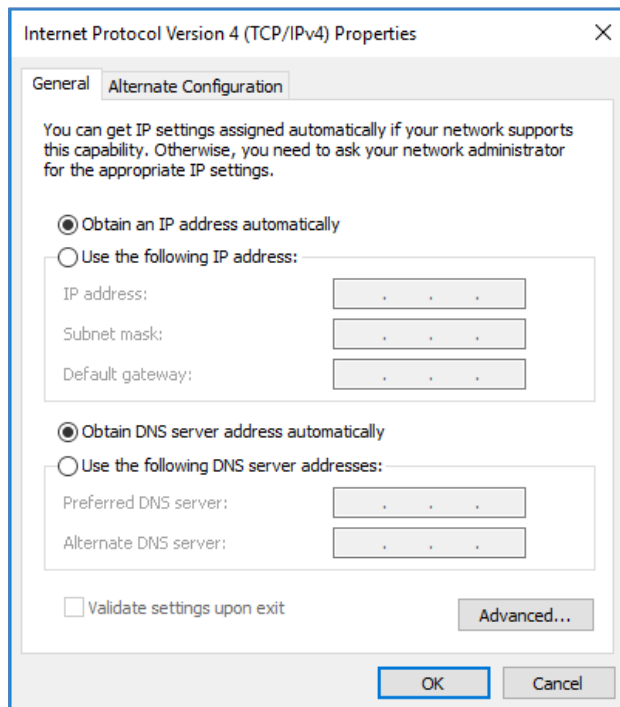 Internet Protocol Version 4 (TCP/IPv4) Properties
General
Alternate Configuration
You can get IP settings assigned automatically if your network supports
this capability. Otherwise, you need to ask your network administrator
for the appropriate IP settings.
Obtain an IP address automatically
Use the following IP address:
IP address:
. . .
Subnet mask:
. . .
Default gateway:
. . .
Obtain DNS server address automatically
Use the following DNS server addresses:
Preferred DNS server:
. . .
Alternate DNS server:
. . .
Validate settings upon exit
Advanced...
OK
Cancel